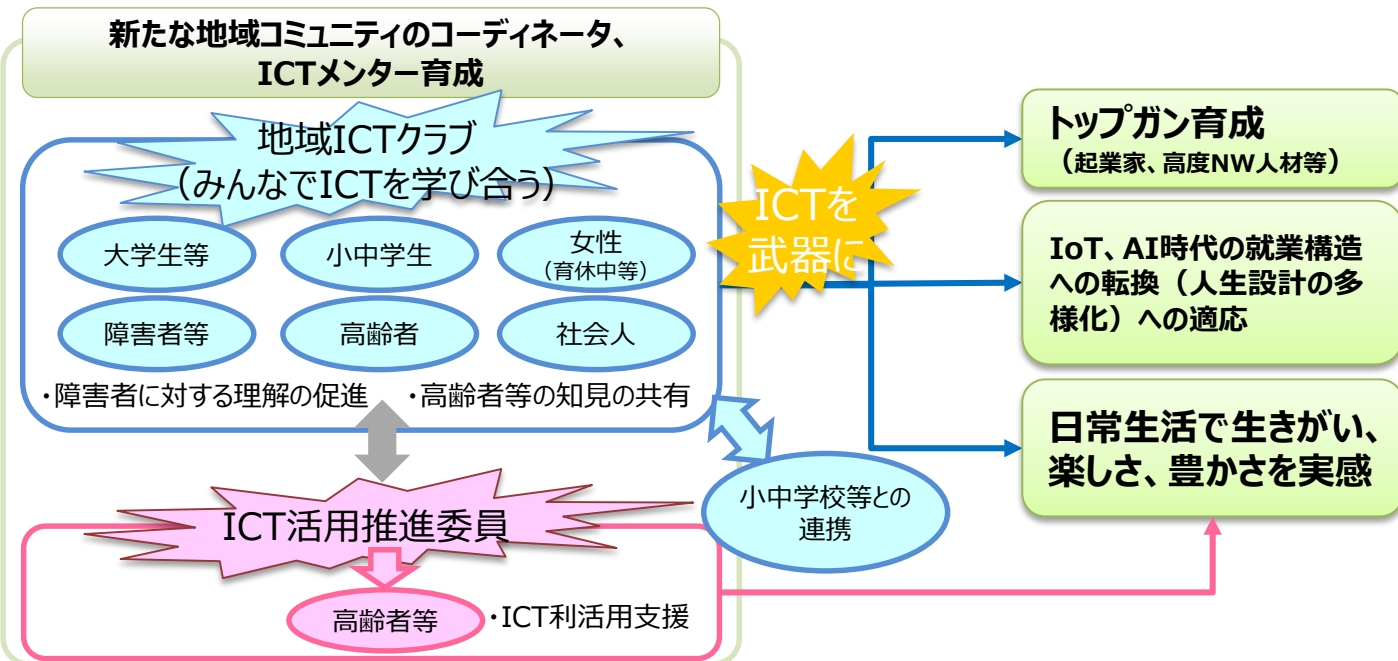 新たな地域コミュニティのコーディネータ、
ICTメンター育成
地域ICTクラブ
（みんなでICTを学び合う）
大学生等
小中学生
女性
（育休中等）
障害者等
高齢者
社会人
・障害者に対する理解の促進
・高齢者等の知見の共有
ICTを
武器に
小中学校等との
連携
ICT活用推進委員
高齢者等
・ICT利活用支援
トップガン育成
（起業家、高度NW人材等）
IoT、AI時代の就業構造
への転換（人生設計の多
様化）への適応
日常生活で生きがい、
楽しさ、豊かさを実感